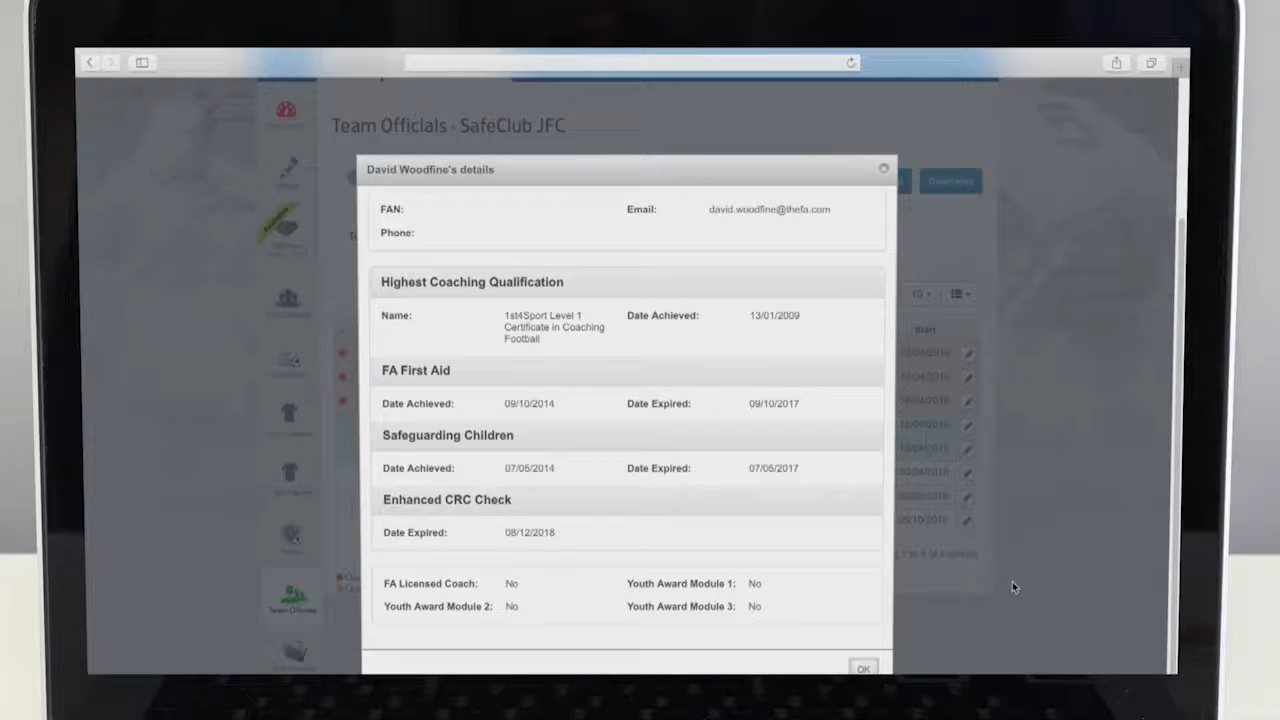 Team Officials - SafeClub JFC
David Woodfine's details
FAN: Email: david.woodfine@thefa.com
Phone:
Highest Coaching Qualification
Name: 1st4Sport Level 1 Certificate in Coaching Football Date Achieved: 13/01/2009
FA First Aid
Date Achieved: 09/10/2014 Date Expired: 09/10/2017
Safeguarding Children
Date Achieved: 07/05/2014 Date Expired: 07/05/2017
Enhanced CRC Check
Date Expired: 08/12/2018
FA Licensed Coach: No Youth Award Module 1: No
Youth Award Module 2: No Youth Award Module 3: No
OK
10
Start
Team Officials